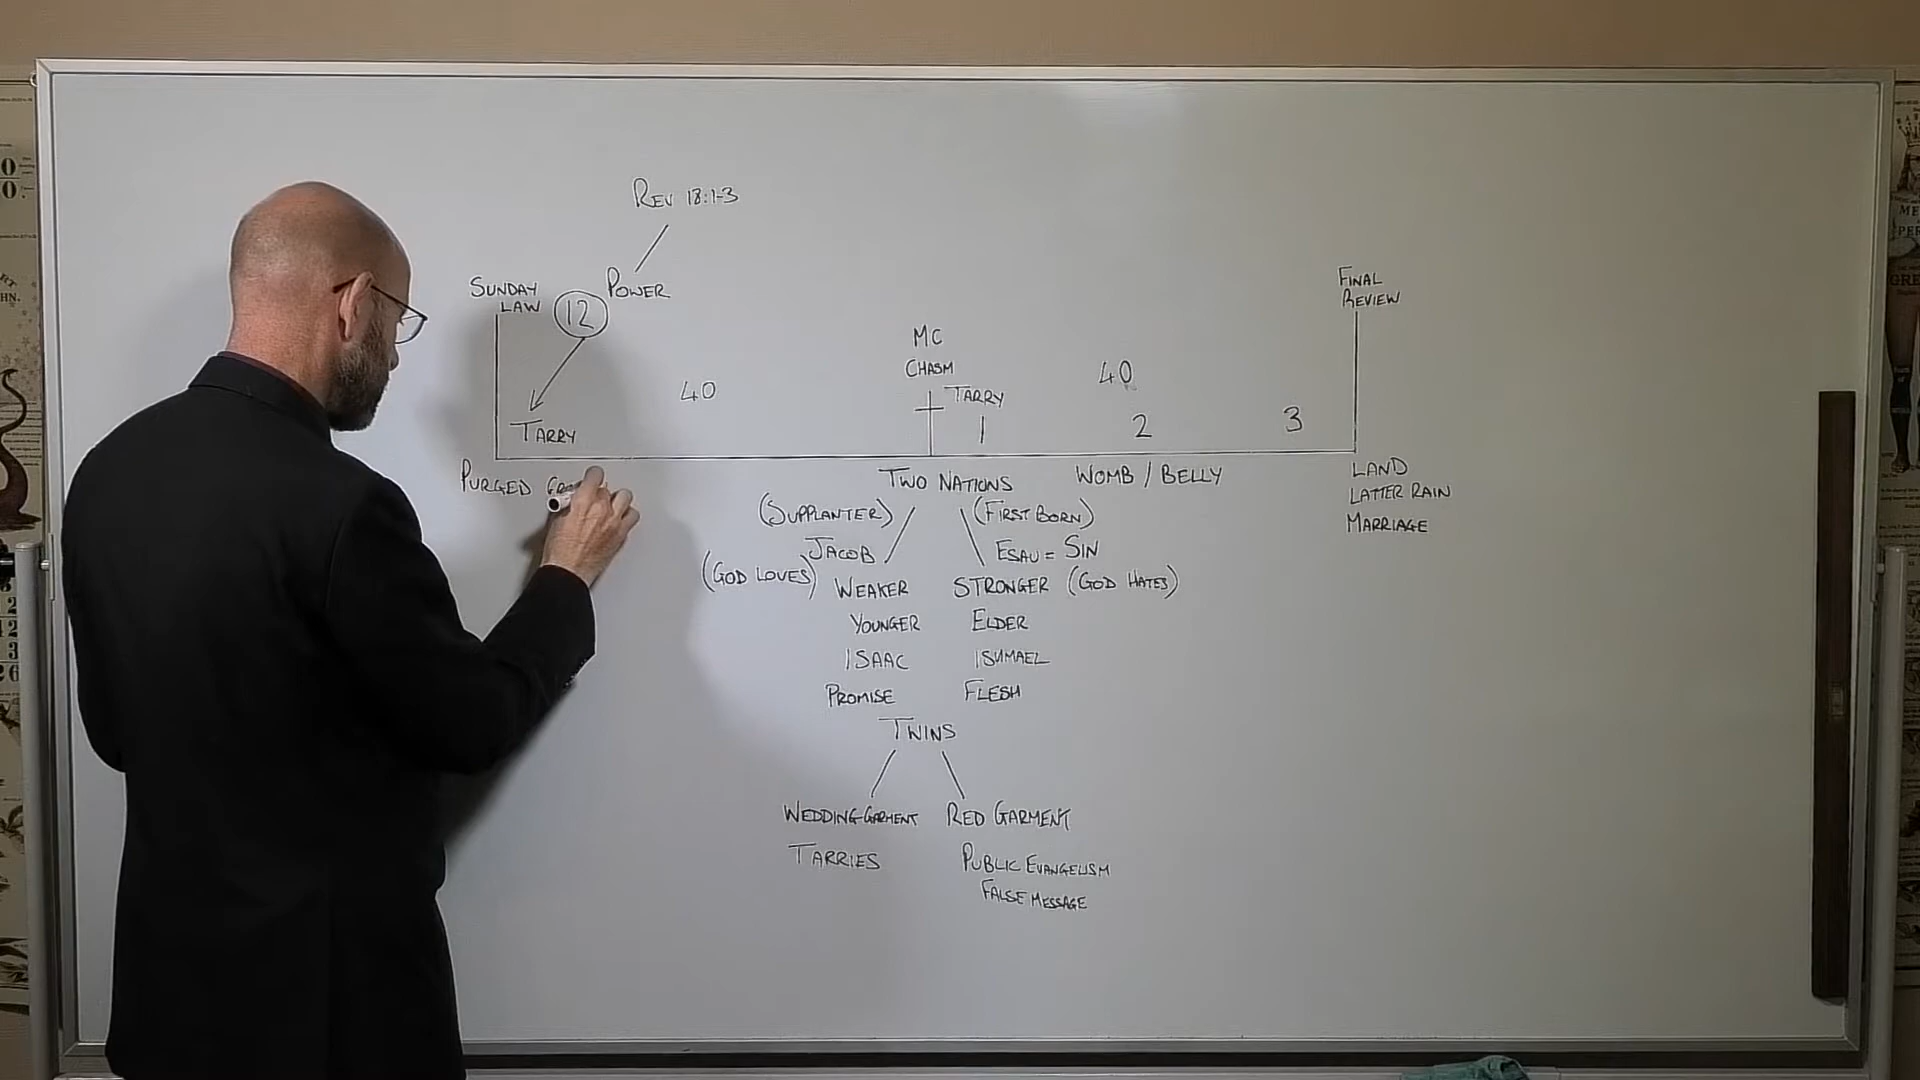 REV 18:1-3
SUNDAY
LAW
12
POWER
FINAL
REVIEW
MC
CHASM
40
TARRY
40
TARRY
1
2
3
PURGED
TWO NATIONS
WOMB / BELLY
LAND
LATTER RAIN
MARRIAGE
(SUPPLANTER)
(FIRST BORN)
JACOB
ESAU = SIN
(GOD LOVES)
WEAKER
STRONGER (GOD HATES)
YOUNGER
ELDER
ISAAC
ISHMAEL
PROMISE
FLESH
TWINS
WEDDING GARMENT
RED GARMENT
TARRIES
PUBLIC EVANGELISM
FALSE MESSAGE